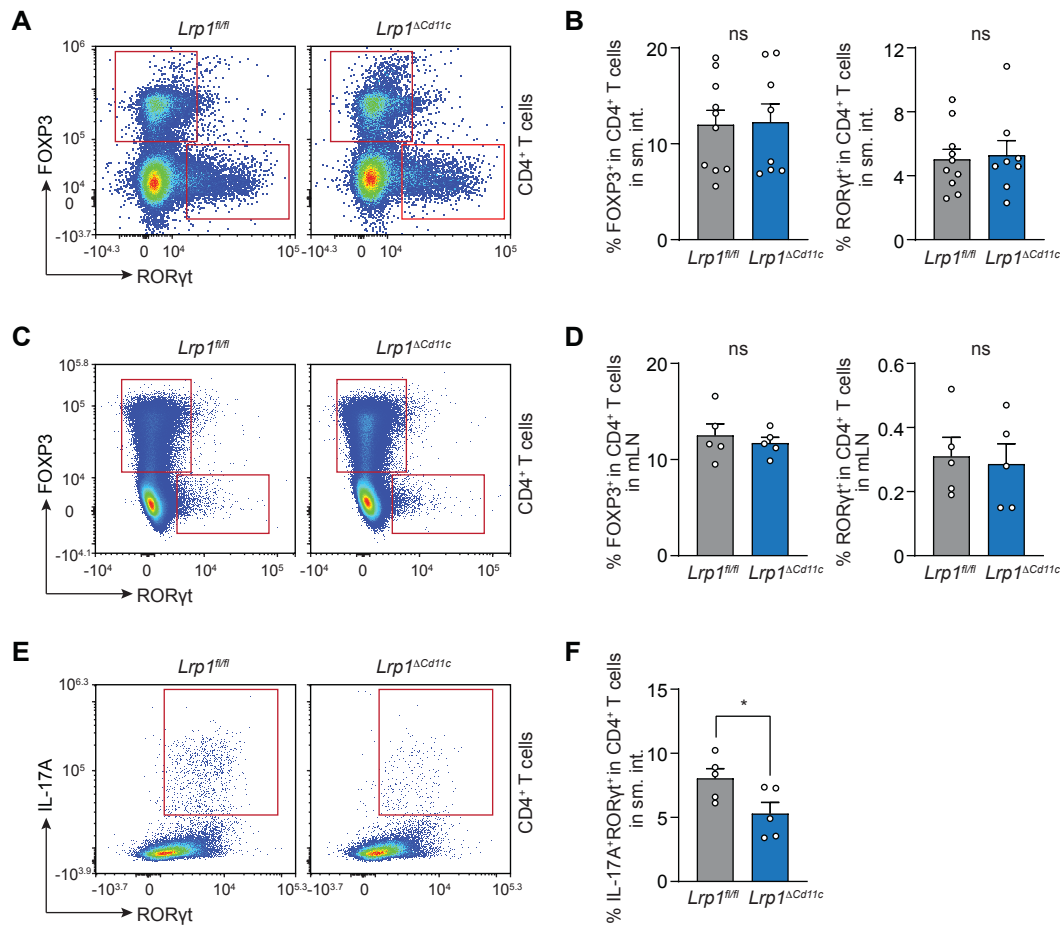 A
Lrp1fl/fl
Lrp1ΔCd11c
10⁶
10⁵
10⁴
0
-10³·⁷
FOXP3
-10⁴·³
0
10⁴
10⁵
-10⁴·³
0
10⁴
10⁵
RORγt
CD4⁺ T cells
B
ns
20
10
0
% FOXP3⁺ in CD4⁺ T cells
in sm. int.
Lrp1fl/fl
Lrp1ΔCd11c
ns
12
8
4
0
% RORγt⁺ in CD4⁺ T cells
in sm. int.
Lrp1fl/fl
Lrp1ΔCd11c
C
Lrp1fl/fl
Lrp1ΔCd11c
10⁵·⁸
10⁵
10⁴
0
-10⁴·¹
FOXP3
-10⁴
0
10⁴
10⁵
-10⁴
0
10⁴
10⁵
RORγt
CD4⁺ T cells
D
ns
20
10
0
% FOXP3⁺ in CD4⁺ T cells
in mLN
Lrp1fl/fl
Lrp1ΔCd11c
ns
0.6
0.4
0.2
0
% RORγt⁺ in CD4⁺ T cells
in mLN
Lrp1fl/fl
Lrp1ΔCd11c
E
Lrp1fl/fl
Lrp1ΔCd11c
10⁶·³
10⁵
-10³·⁹
IL-17A
-10³·⁷
0
10⁴
10⁵·³
-10³·⁷
0
10⁴
10⁵·³
RORγt
CD4⁺ T cells
F
*
15
10
5
0
% IL-17A⁺RORγt⁺ in CD4⁺ T cells
in sm. int.
Lrp1fl/fl
Lrp1ΔCd11c